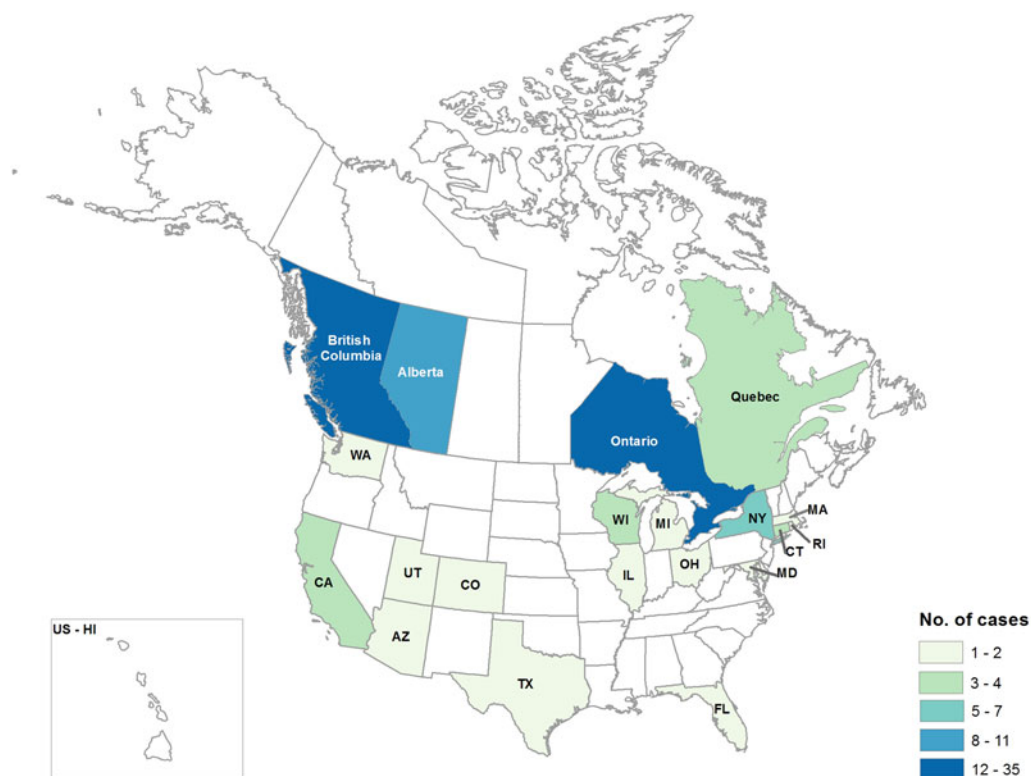 British
Columbia
Alberta
Quebec
Ontario
WA
MA
WI
MI
NY
RI
CT
OH
MD
IL
UT
CO
CA
AZ
TX
FL
US - HI
No. of cases
1 - 2
3 - 4
5 - 7
8 - 11
12 - 35